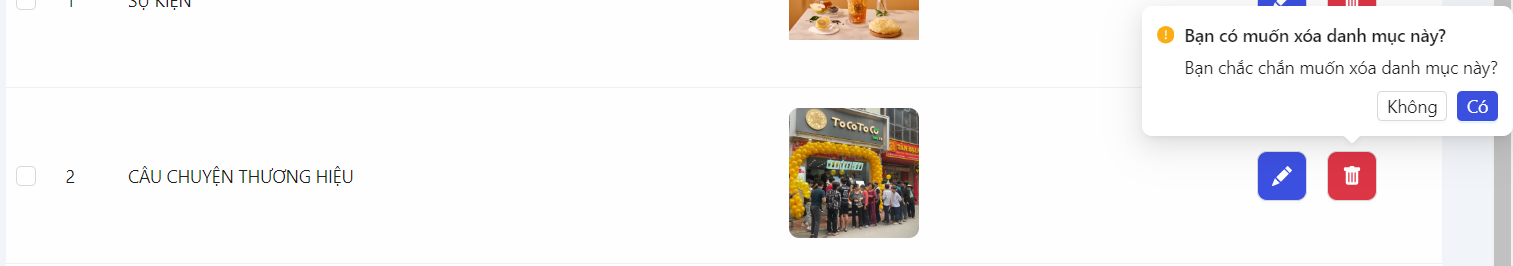 1 SỰ KIỆN
Bạn có muốn xóa danh mục này?
Bạn chắc chắn muốn xóa danh mục này?
Không Có
2 CÂU CHUYỆN THƯƠNG HIỆU
ToCoToCo